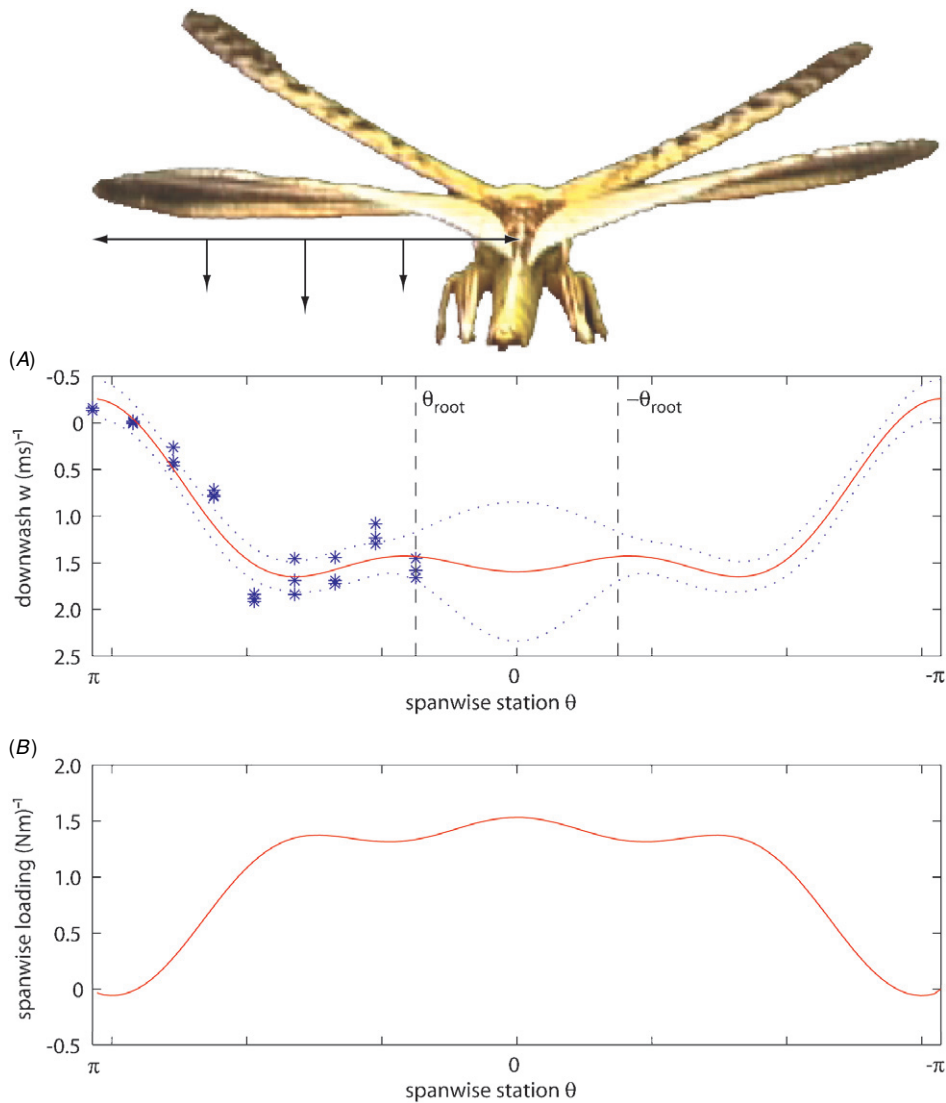 (A)
-0.5
0
0.5
1.0
1.5
2.0
2.5
downwash w (ms)⁻¹
θroot
-θroot
π
0
-π
spanwise station θ
(B)
2.0
1.5
1.0
0.5
0
-0.5
spanwise loading (Nm)⁻¹
π
0
-π
spanwise station θ